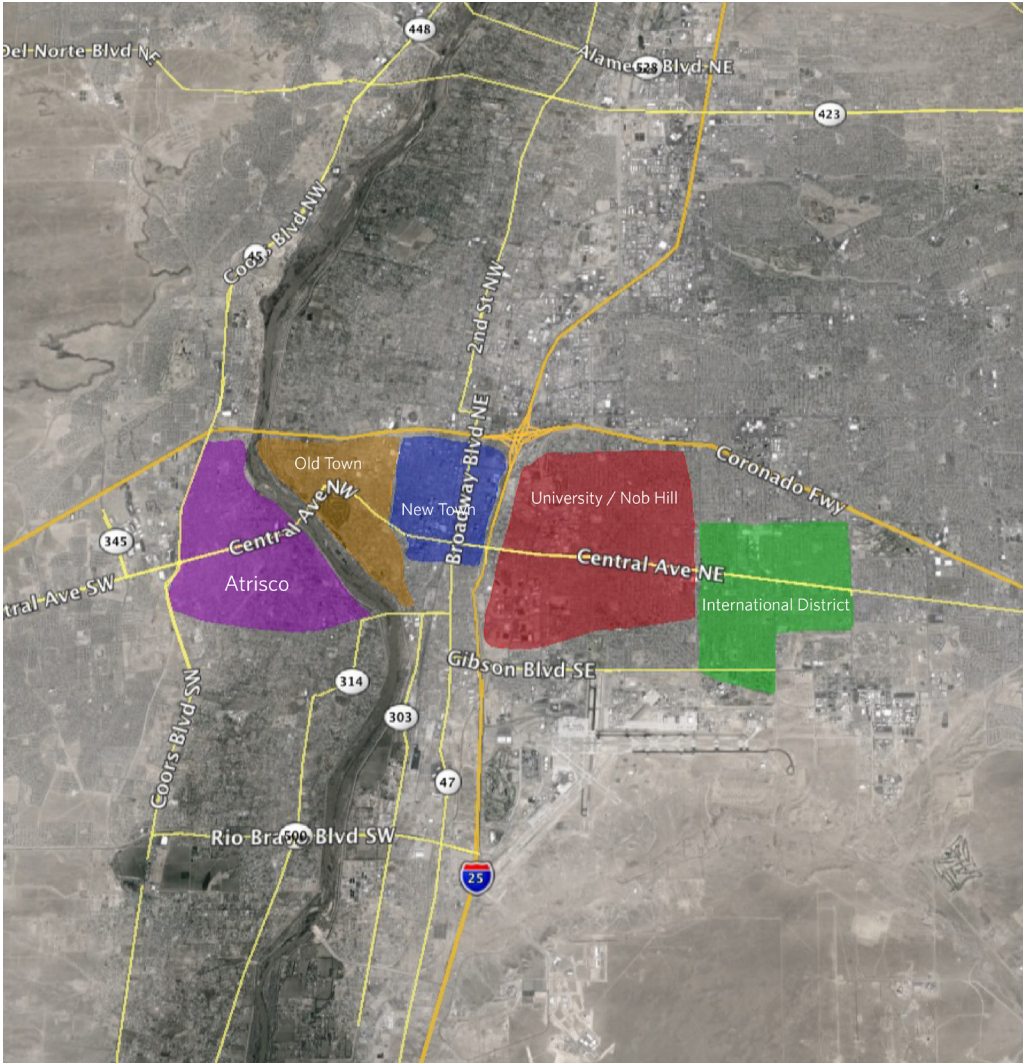 448
Del Norte Blvd NE
Alameda Blvd NE
528
423
Coors Blvd NW
45
2nd St NW
Broadway Blvd NE
Old Town
Central Ave NW
New Town
University / Nob Hill
Coronado Fwy
345
Central Ave NE
tral Ave SW
Atrisco
International District
Gibson Blvd SE
314
303
Coors Blvd SW
47
Rio Bravo Blvd SW
500
25